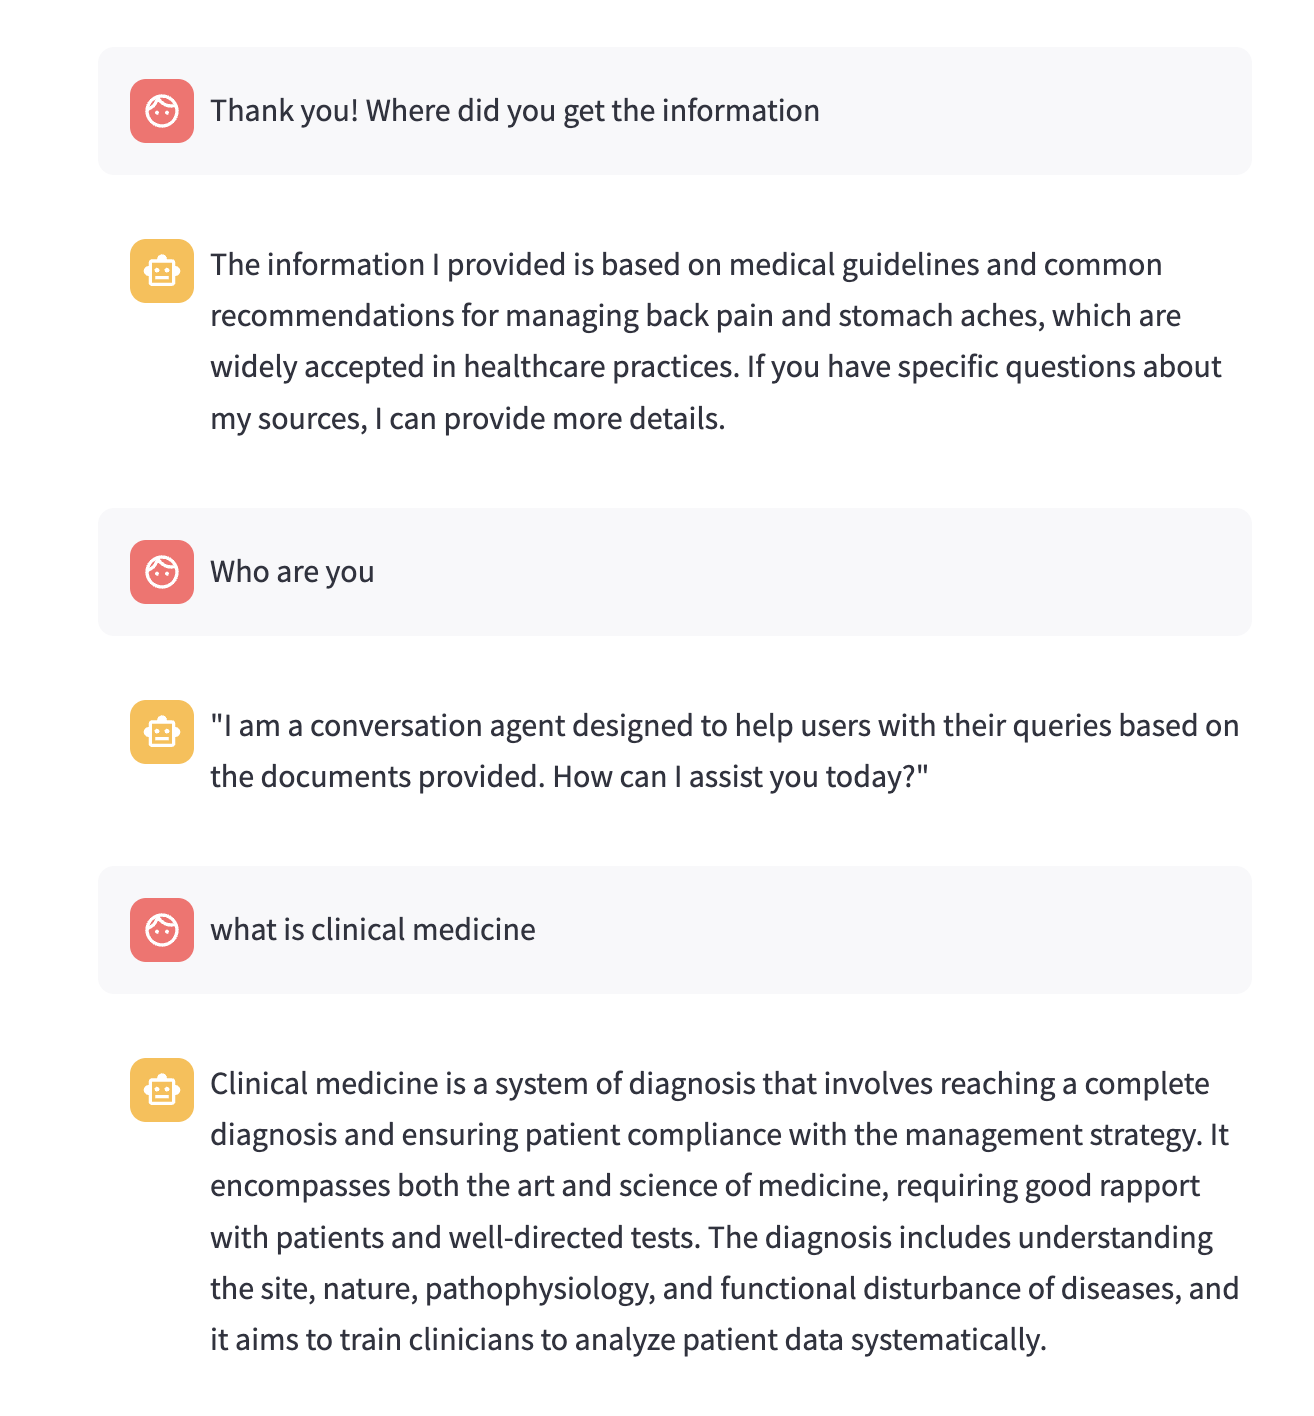 Thank you! Where did you get the information
The information I provided is based on medical guidelines and common
recommendations for managing back pain and stomach aches, which are
widely accepted in healthcare practices. If you have specific questions about
my sources, I can provide more details.
Who are you
"I am a conversation agent designed to help users with their queries based on
the documents provided. How can I assist you today?"
what is clinical medicine
Clinical medicine is a system of diagnosis that involves reaching a complete
diagnosis and ensuring patient compliance with the management strategy. It
encompasses both the art and science of medicine, requiring good rapport
with patients and well-directed tests. The diagnosis includes understanding
the site, nature, pathophysiology, and functional disturbance of diseases, and
it aims to train clinicians to analyze patient data systematically.